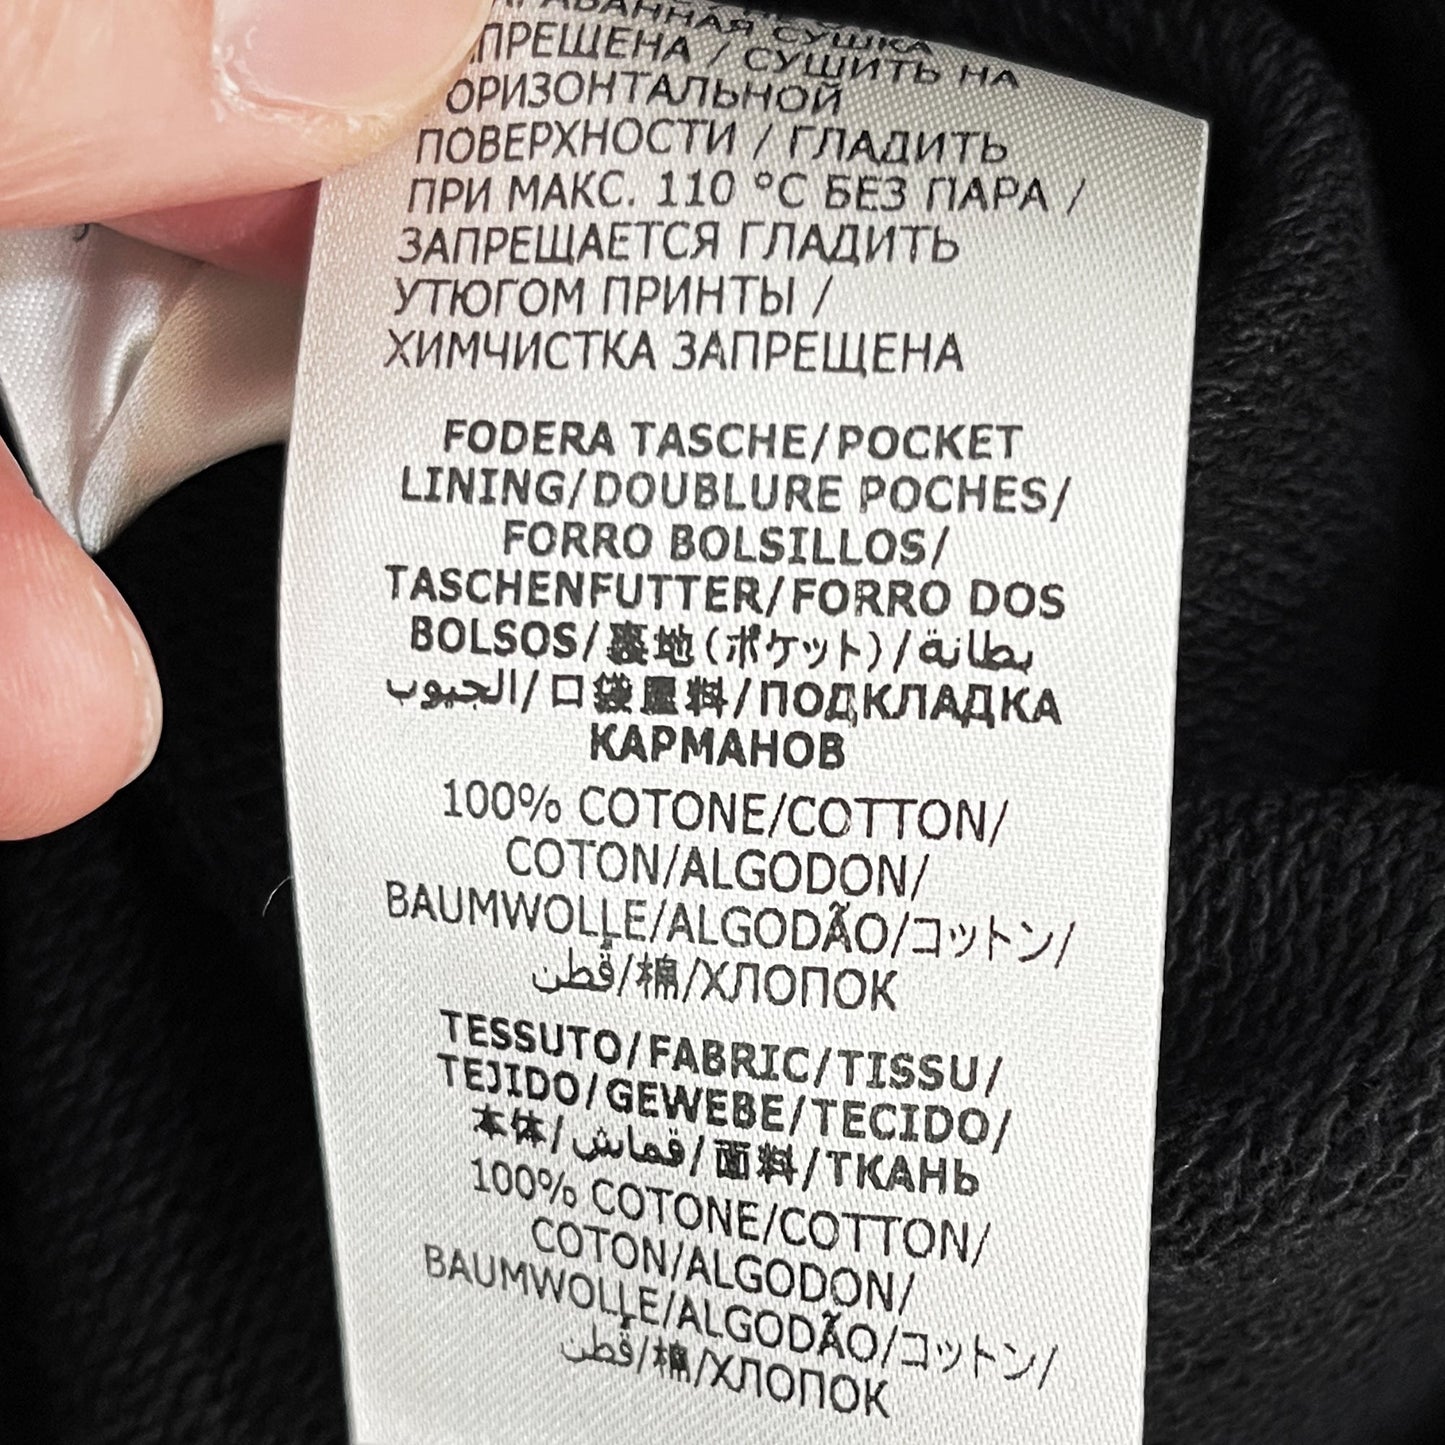 СУШКА
ЗАПРЕЩЕНА / СУШИТЬ НА
ОРИЗОНТАЛЬНОЙ
ПОВЕРХНОСТИ / ГЛАДИТЬ
ПРИ МАКС. 110 °C БЕЗ ПАРА /
ЗАПРЕЩАЕТСЯ ГЛАДИТЬ
УТЮГОМ ПРИНТЫ /
ХИМЧИСТКА ЗАПРЕЩЕНА
FODERA TASCHE/POCKET
LINING/DOUBLURE POCHES/
FORRO BOLSILLOS/
TASCHENFUTTER/FORRO DOS
BOLSOS/裏地(ポケット)/بطانة
الجيوب/口袋里料/ПОДКЛАДКА
КАРМАНОВ
100% COTONE/COTTON/
COTON/ALGODON/
BAUMWOLLE/ALGODÃO/コットン/
قطن/棉/ХЛОПОК
TESSUTO/FABRIC/TISSU/
TEJIDO/GEWEBE/TECIDO/
本体/قماش/面料/ТКАНЬ
100% COTONE/COTTON/
COTON/ALGODON/
BAUMWOLLE/ALGODÃO/コットン/
قطن/棉/ХЛОПОК